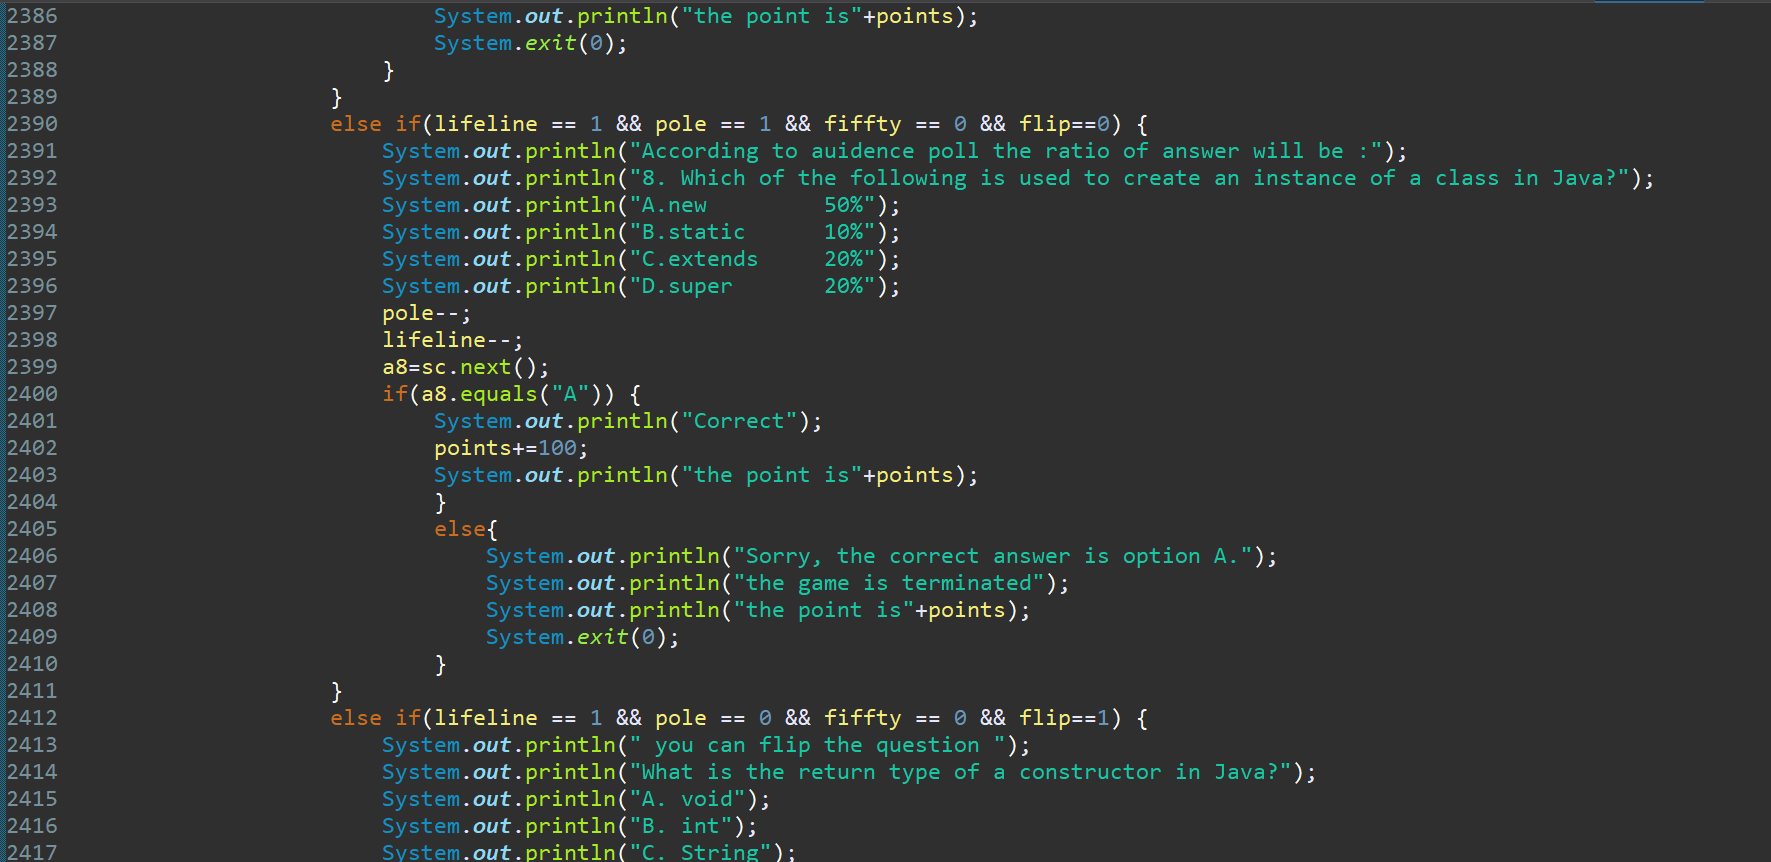 2386 System.out.println("the point is"+points);
2387 System.exit(0);
2388 }
2389 }
2390 else if(lifeline == 1 && pole == 1 && fiffty == 0 && flip==0) {
2391 System.out.println("According to auidence poll the ratio of answer will be :");
2392 System.out.println("8. Which of the following is used to create an instance of a class in Java?");
2393 System.out.println("A.new         50%");
2394 System.out.println("B.static      10%");
2395 System.out.println("C.extends     20%");
2396 System.out.println("D.super       20%");
2397 pole--;
2398 lifeline--;
2399 a8=sc.next();
2400 if(a8.equals("A")) {
2401 System.out.println("Correct");
2402 points+=100;
2403 System.out.println("the point is"+points);
2404 }
2405 else{
2406 System.out.println("Sorry, the correct answer is option A.");
2407 System.out.println("the game is terminated");
2408 System.out.println("the point is"+points);
2409 System.exit(0);
2410 }
2411 }
2412 else if(lifeline == 1 && pole == 0 && fiffty == 0 && flip==1) {
2413 System.out.println(" you can flip the question ");
2414 System.out.println("What is the return type of a constructor in Java?");
2415 System.out.println("A. void");
2416 System.out.println("B. int");
2417 System.out.println("C. String");